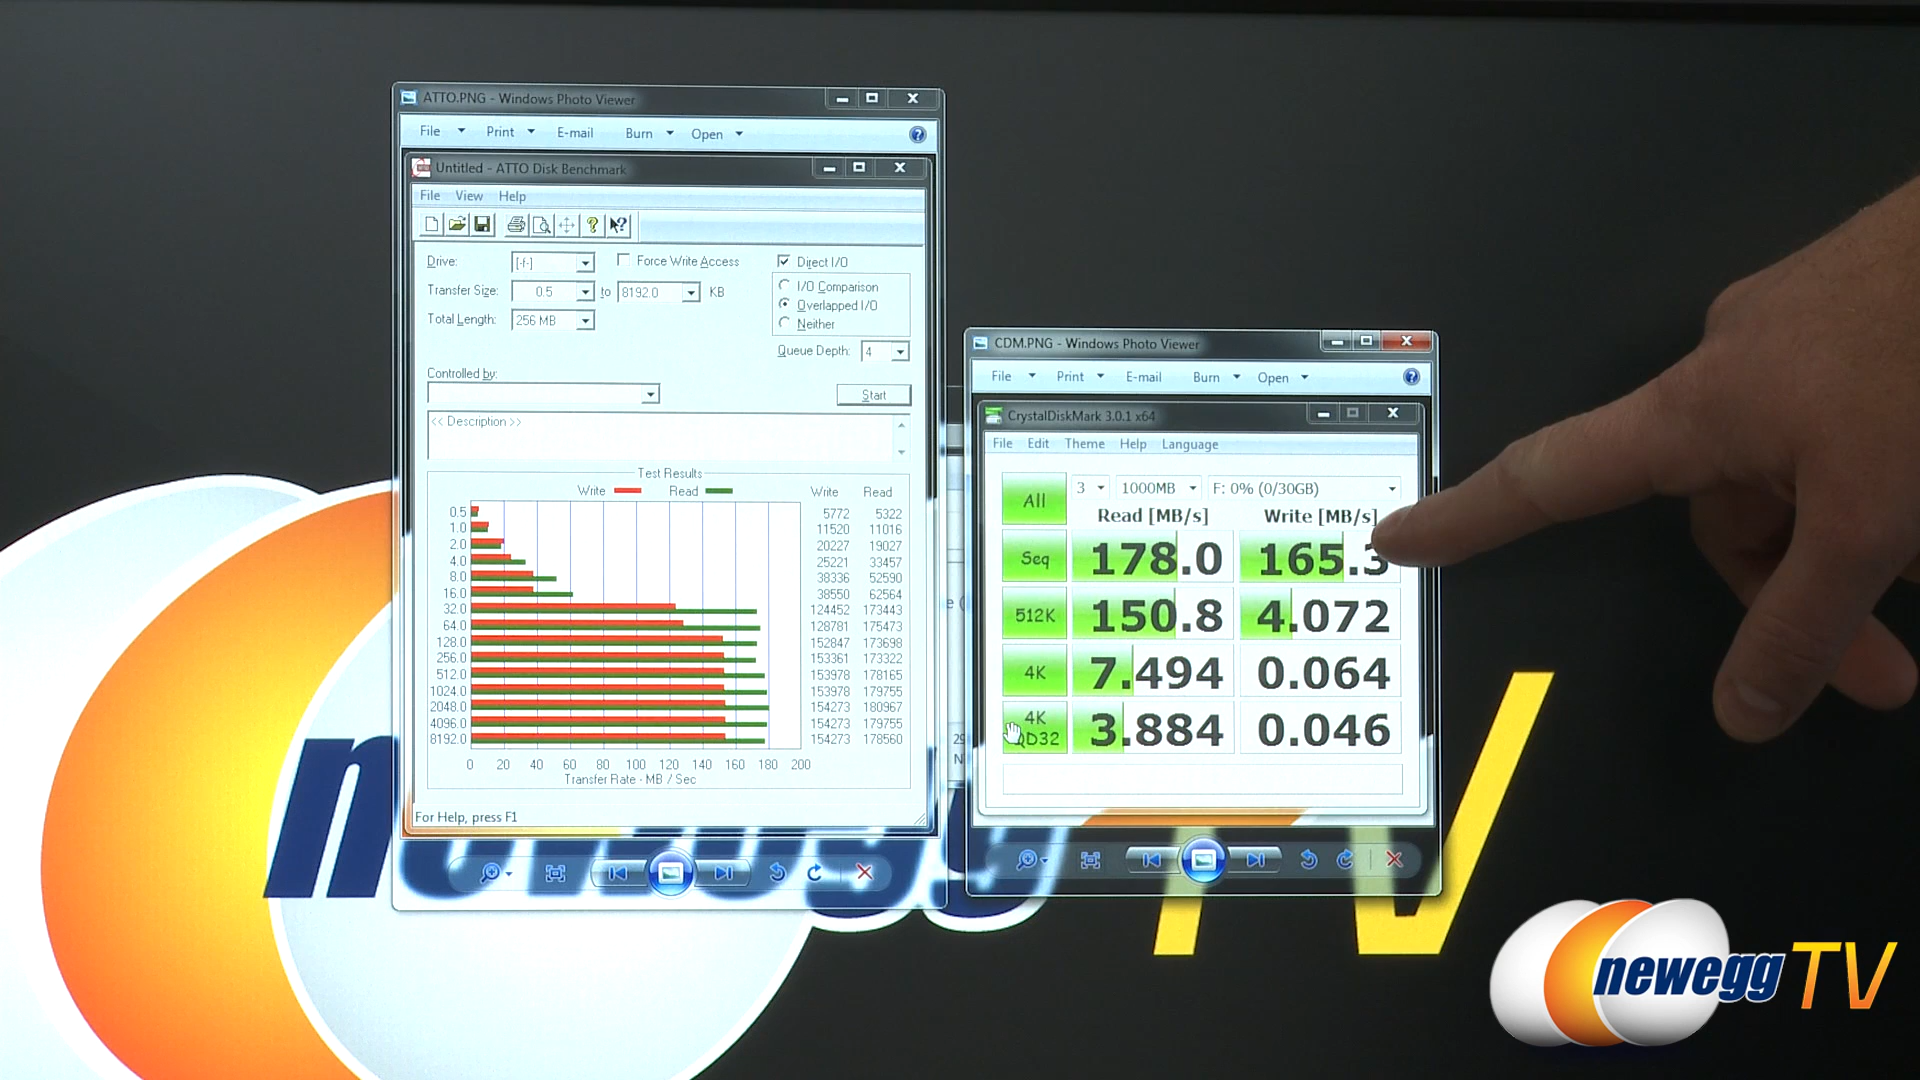 ATTO.PNG - Windows Photo Viewer
File Print E-mail Burn Open
Untitled - ATTO Disk Benchmark
File View Help
Drive: [-f-] Force Write Access Direct I/O
Transfer Size: 0.5 to 8192.0 KB
Total Length: 256 MB
I/O Comparison
Overlapped I/O
Neither
Queue Depth: 4
Controlled by:
Start
<< Description >>
Test Results
Write Read Write Read
0.5 5772 5322
1.0 11520 11016
2.0 20227 19027
4.0 25221 33457
8.0 38336 52590
16.0 38550 62564
32.0 124452 173443
64.0 128781 175473
128.0 152847 173698
256.0 153361 173322
512.0 153978 178165
1024.0 153978 179755
2048.0 154273 180967
4096.0 154273 179755
8192.0 154273 178560
0 20 40 60 80 100 120 140 160 180 200
Transfer Rate - MB / Sec
For Help, press F1
CDM.PNG - Windows Photo Viewer
File Print E-mail Burn Open
CrystalDiskMark 3.0.1 x64
File Edit Theme Help Language
All 3 1000MB F: 0% (0/30GB)
Read [MB/s] Write [MB/s]
Seq 178.0 165.3
512K 150.8 4.072
4K 7.494 0.064
4K QD32 3.884 0.046
newegg TV
newegg TV